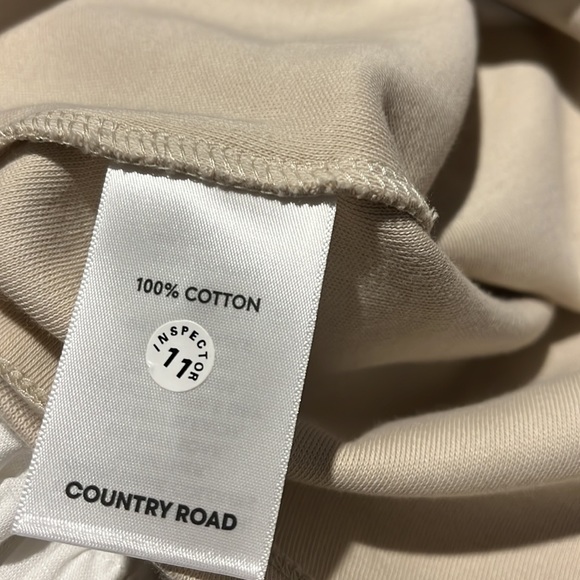 100% COTTON
INSPECTOR
11
COUNTRY ROAD